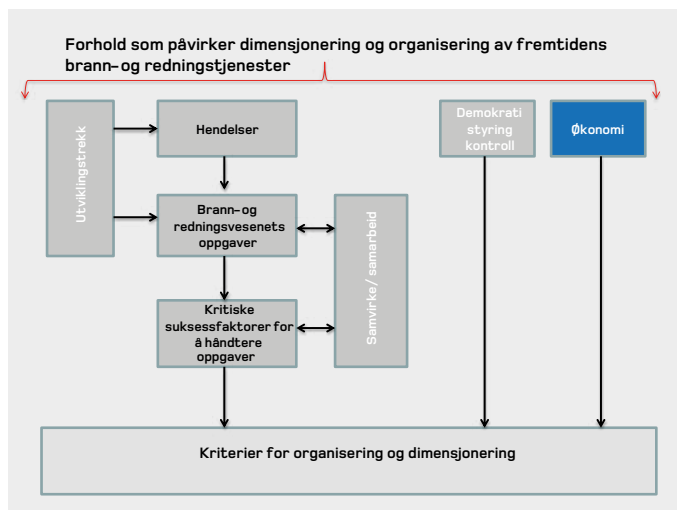 Forhold som påvirker dimensjonering og organisering av fremtidens
brann- og redningstjenester
Utviklingstrekk
Hendelser
Demokrati
styring
kontroll
Økonomi
Brann- og
redningsvesenets
oppgaver
Samvirke/ samarbeid
Kritiske
suksessfaktorer for
å håndtere
oppgaver
Kriterier for organisering og dimensjonering